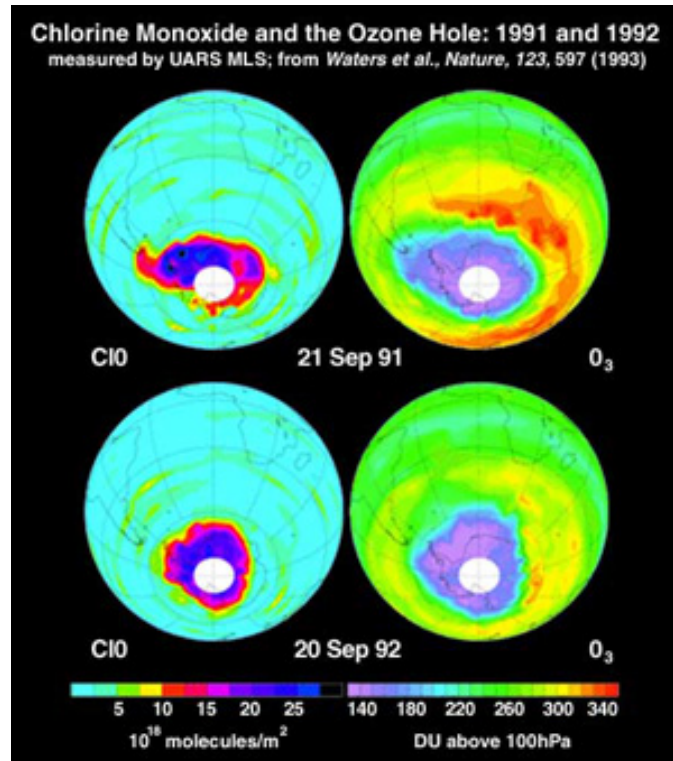 Chlorine Monoxide and the Ozone Hole: 1991 and 1992
measured by UARS MLS; from Waters et al., Nature, 123, 597 (1993)
Cl0 21 Sep 91 0₃
Cl0 20 Sep 92 0₃
5 10 15 20 25 140 180 220 260 300 340
10¹⁸ molecules/m² DU above 100hPa